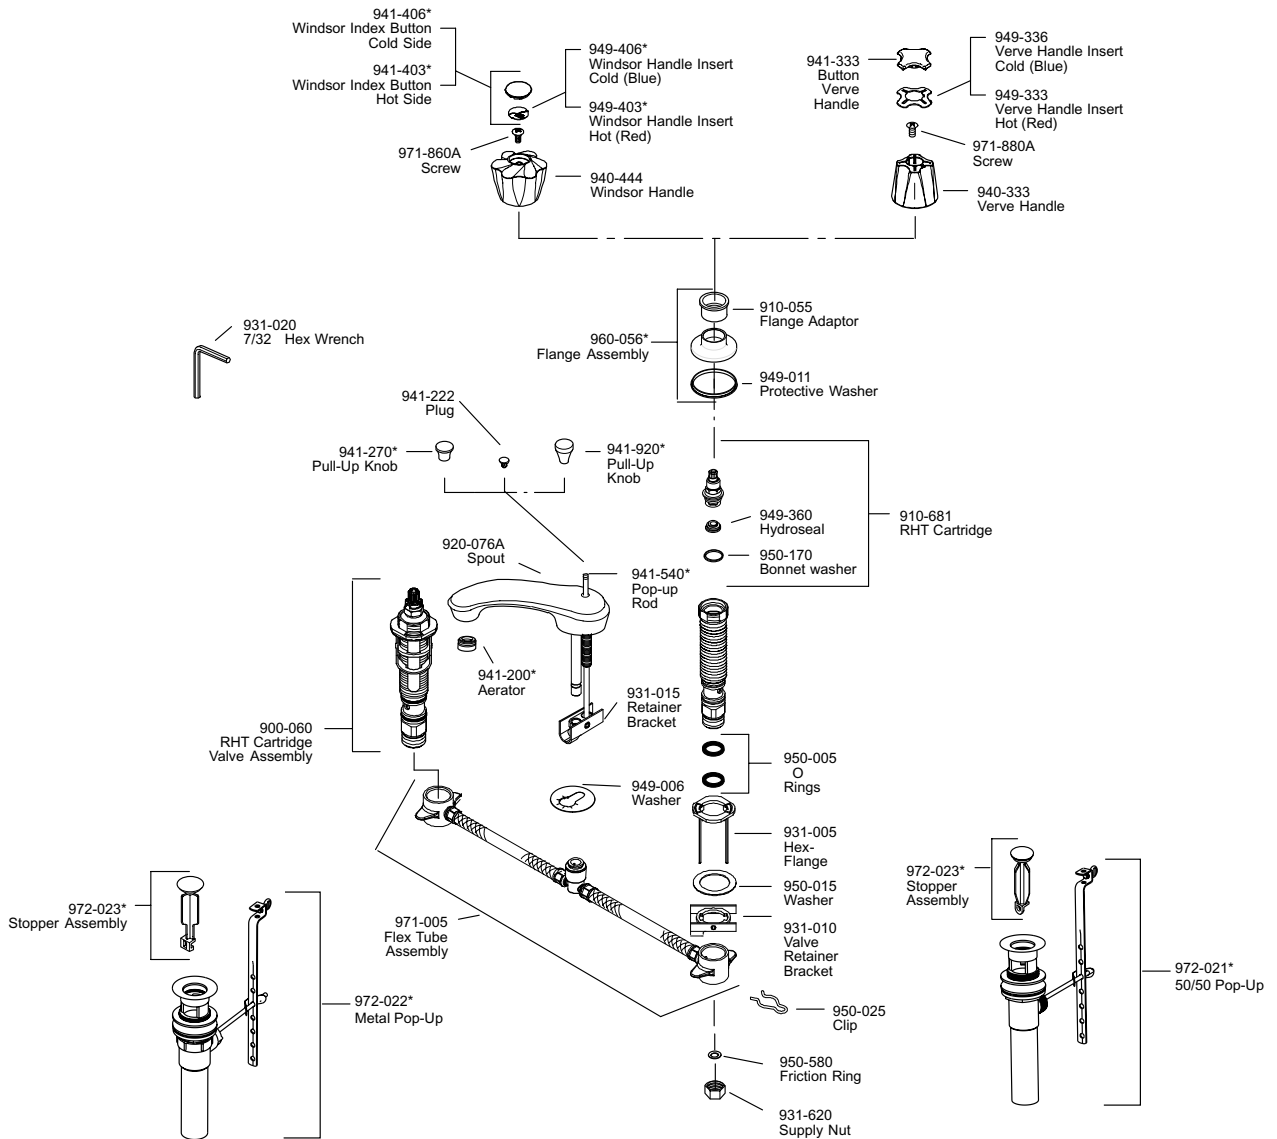 941-406*
Windsor Index Button
Cold Side
941-403*
Windsor Index Button
Hot Side
949-406*
Windsor Handle Insert
Cold (Blue)
949-403*
Windsor Handle Insert
Hot (Red)
971-860A
Screw
940-444
Windsor Handle
941-333
Button
Verve
Handle
949-336
Verve Handle Insert
Cold (Blue)
949-333
Verve Handle Insert
Hot (Red)
971-880A
Screw
940-333
Verve Handle
931-020
7/32 Hex Wrench
910-055
Flange Adaptor
960-056*
Flange Assembly
949-011
Protective Washer
941-222
Plug
941-270*
Pull-Up Knob
941-920*
Pull-Up
Knob
949-360
Hydroseal
910-681
RHT Cartridge
950-170
Bonnet washer
920-076A
Spout
941-540*
Pop-up
Rod
941-200*
Aerator
931-015
Retainer
Bracket
900-060
RHT Cartridge
Valve Assembly
949-006
Washer
950-005
O
Rings
931-005
Hex-
Flange
950-015
Washer
931-010
Valve
Retainer
Bracket
972-023*
Stopper Assembly
971-005
Flex Tube
Assembly
972-023*
Stopper
Assembly
972-022*
Metal Pop-Up
972-021*
50/50 Pop-Up
950-025
Clip
950-580
Friction Ring
931-620
Supply Nut